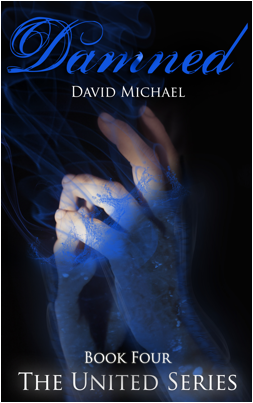 Damned
DAVID MICHAEL
BOOK FOUR
THE UNITED SERIES